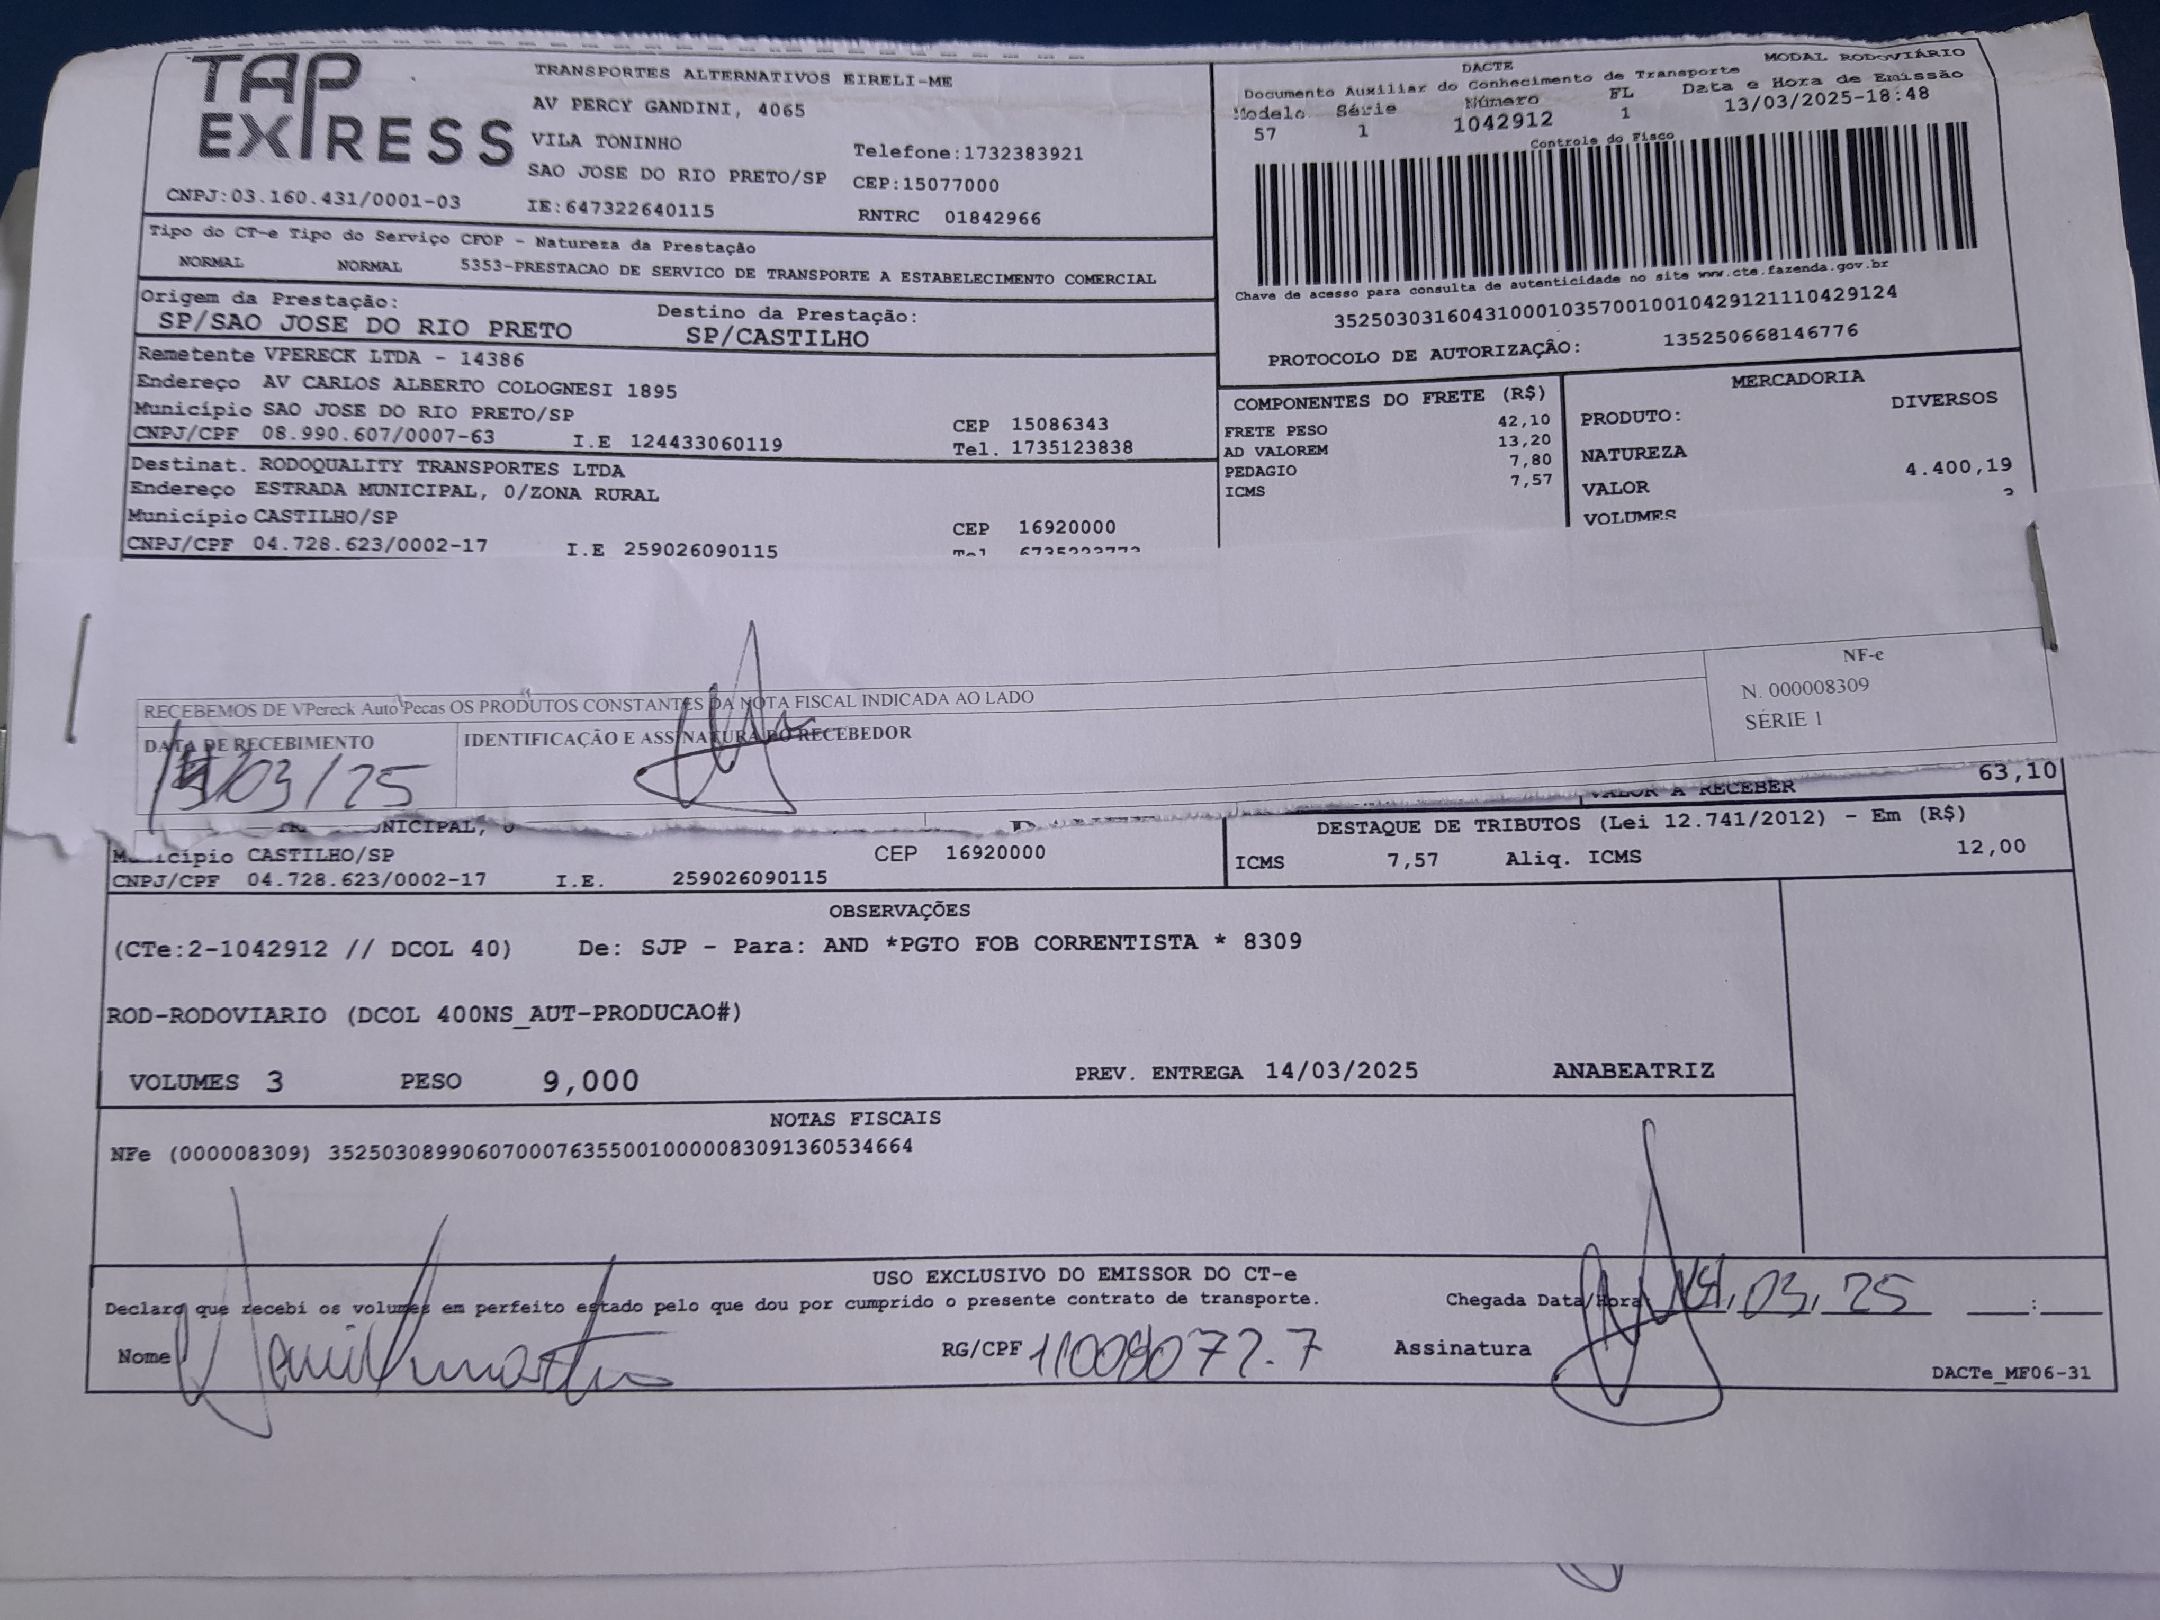 TAP
EXPRESS
TRANSPORTES ALTERNATIVOS EIRELI-ME
AV PERCY GANDINI, 4065
VILA TONINHO
Telefone:1732383921
SAO JOSE DO RIO PRETO/SP CEP:15077000
CNPJ:03.160.431/0001-03 IE:647322640115 RNTRC 01842966
DACTE MODAL RODOVIÁRIO
Documento Auxiliar do Conhecimento de Transporte
Modelo Série Número FL Data e Hora de Emissão
57 1 1042912 1 13/03/2025-18:48
Controle do Fisco
Chave de acesso para consulta de autenticidade no site www.cte.fazenda.gov.br
35250303160431000103570010010429121110429124
PROTOCOLO DE AUTORIZAÇÃO: 135250668146776
Tipo do CT-e Tipo do Serviço CFOP - Natureza da Prestação
NORMAL NORMAL 5353-PRESTACAO DE SERVICO DE TRANSPORTE A ESTABELECIMENTO COMERCIAL
Origem da Prestação: Destino da Prestação:
SP/SAO JOSE DO RIO PRETO SP/CASTILHO
Remetente VPERECK LTDA - 14386
Endereço AV CARLOS ALBERTO COLOGNESI 1895
Município SAO JOSE DO RIO PRETO/SP CEP 15086343
CNPJ/CPF 08.990.607/0007-63 I.E 124433060119 Tel. 1735123838
Destinat. RODOQUALITY TRANSPORTES LTDA
Endereço ESTRADA MUNICIPAL, 0/ZONA RURAL
Município CASTILHO/SP CEP 16920000
CNPJ/CPF 04.728.623/0002-17 I.E 259026090115
COMPONENTES DO FRETE (R$)
FRETE PESO 42,10
AD VALOREM 13,20
PEDAGIO 7,80
ICMS 7,57
MERCADORIA
PRODUTO: DIVERSOS
NATUREZA
VALOR 4.400,19
VOLUMES
RECEBEMOS DE VPereck Auto Pecas OS PRODUTOS CONSTANTES DA NOTA FISCAL INDICADA AO LADO
DATA DE RECEBIMENTO IDENTIFICAÇÃO E ASSINATURA DO RECEBEDOR
/03/25
NF-e
N. 000008309
SÉRIE 1
VALOR A RECEBER 63,10
Município CASTILHO/SP CEP 16920000
CNPJ/CPF 04.728.623/0002-17 I.E. 259026090115
DESTAQUE DE TRIBUTOS (Lei 12.741/2012) - Em (R$)
ICMS 7,57 Aliq. ICMS 12,00
OBSERVAÇÕES
(CTe:2-1042912 // DCOL 40) De: SJP - Para: AND *PGTO FOB CORRENTISTA * 8309
ROD-RODOVIARIO (DCOL 400NS_AUT-PRODUCAO#)
VOLUMES 3 PESO 9,000 PREV. ENTREGA 14/03/2025 ANABEATRIZ
NOTAS FISCAIS
NFe (000008309) 35250308990607000763550010000083091360534664
USO EXCLUSIVO DO EMISSOR DO CT-e
Declaro que recebi os volumes em perfeito estado pelo que dou por cumprido o presente contrato de transporte. Chegada Data/Hora 03, 25 :
Nome RG/CPF Assinatura
DACTe_MF06-31